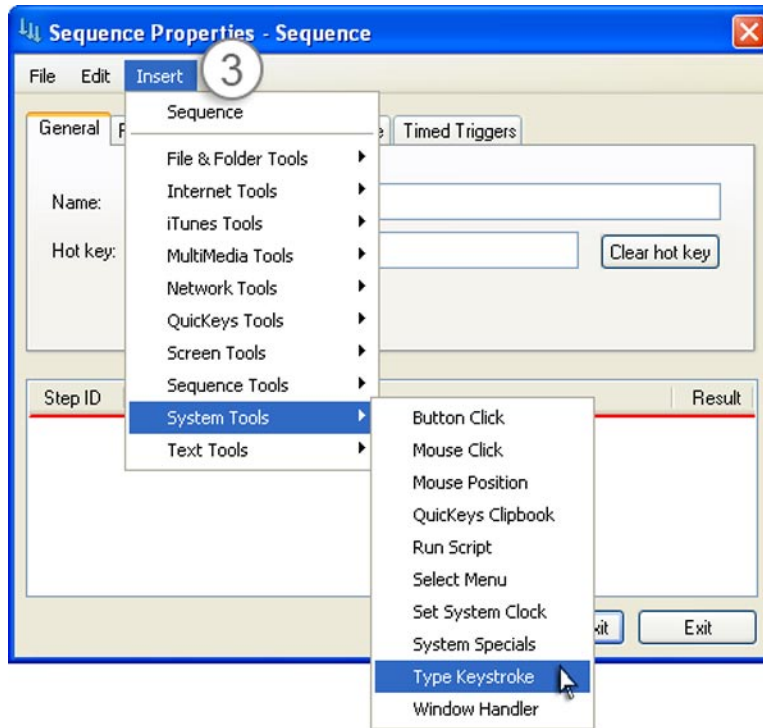 Sequence Properties - Sequence
File Edit Insert 3
Sequence
General Timed Triggers
File & Folder Tools
Name:
Internet Tools
iTunes Tools
Hot key:
MultiMedia Tools
Clear hot key
Network Tools
QuicKeys Tools
Screen Tools
Sequence Tools
Step ID Result
System Tools
Text Tools
Button Click
Mouse Click
Mouse Position
QuicKeys Clipbook
Run Script
Select Menu
Set System Clock
System Specials
Exit
Type Keystroke
Window Handler